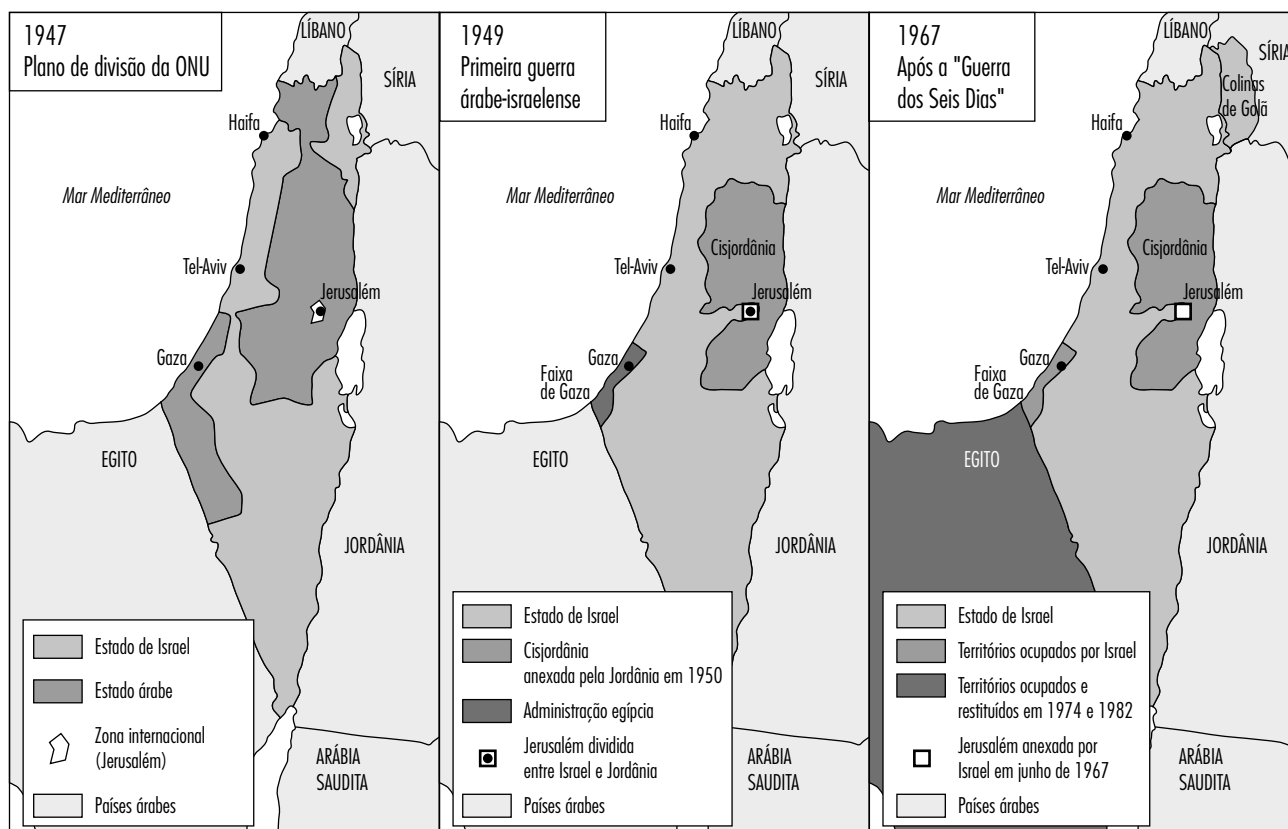 1947
Plano de divisão da ONU
LÍBANO
SÍRIA
Haifa
Mar Mediterrâneo
Tel-Aviv
Jerusalém
Gaza
EGITO
JORDÂNIA
Estado de Israel
Estado árabe
Zona internacional
(Jerusalém)
Países árabes
ARÁBIA
SAUDITA
1949
Primeira guerra
árabe-israelense
LÍBANO
SÍRIA
Haifa
Mar Mediterrâneo
Cisjordânia
Tel-Aviv
Jerusalém
Gaza
Faixa
de Gaza
EGITO
JORDÂNIA
Estado de Israel
Cisjordânia
anexada pela Jordânia em 1950
Administração egípcia
Jerusalém dividida
entre Israel e Jordânia
Países árabes
ARÁBIA
SAUDITA
1967
Após a "Guerra
dos Seis Dias"
LÍBANO
SÍRIA
Colinas
de Golã
Haifa
Mar Mediterrâneo
Cisjordânia
Tel-Aviv
Jerusalém
Gaza
Faixa
de Gaza
EGITO
JORDÂNIA
Estado de Israel
Territórios ocupados por Israel
Territórios ocupados e
restituídos em 1974 e 1982
Jerusalém anexada por
Israel em junho de 1967
Países árabes
ARÁBIA
SAUDITA